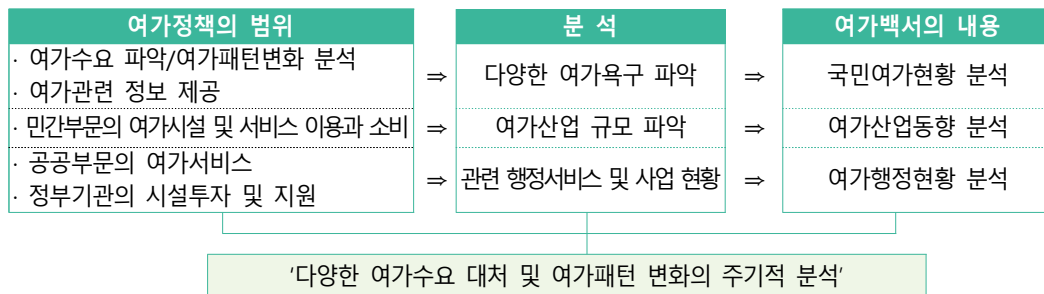 여가정책의 범위
분 석
여가백서의 내용
· 여가수요 파악/여가패턴변화 분석
· 여가관련 정보 제공
⇒
다양한 여가욕구 파악
⇒
국민여가현황 분석
· 민간부문의 여가시설 및 서비스 이용과 소비
⇒
여가산업 규모 파악
⇒
여가산업동향 분석
· 공공부문의 여가서비스
· 정부기관의 시설투자 및 지원
⇒
관련 행정서비스 및 사업 현황
⇒
여가행정현황 분석
'다양한 여가수요 대처 및 여가패턴 변화의 주기적 분석'